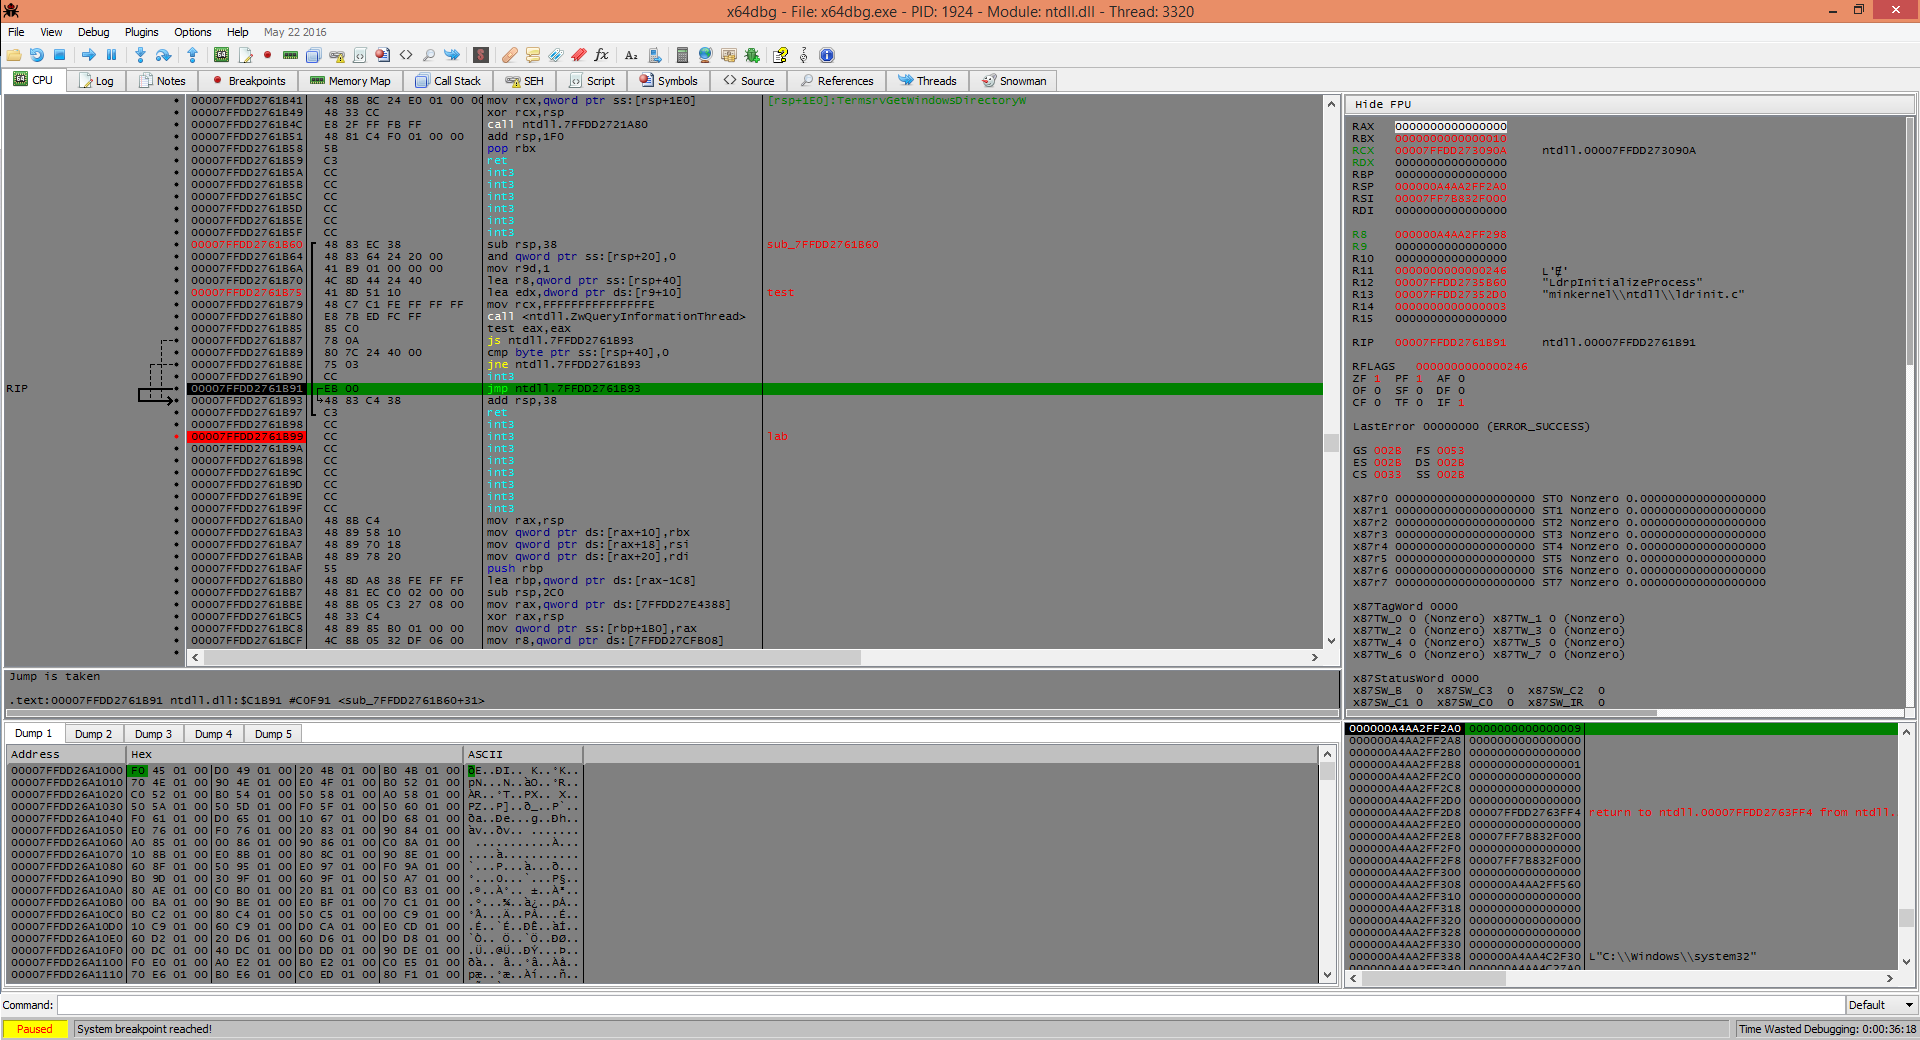 x64dbg - File: x64dbg.exe - PID: 1924 - Module: ntdll.dll - Thread: 3320
File View Debug Plugins Options Help May 22 2016
CPU Log Notes Breakpoints Memory Map Call Stack SEH Script Symbols Source References Threads Snowman
00007FFDD2761B41 48 8B 8C 24 E0 01 00 00 mov rcx,qword ptr ss:[rsp+1E0] [rsp+1E0]:TermsrvGetWindowsDirectoryW
00007FFDD2761B49 48 33 CC xor rcx,rsp
00007FFDD2761B4C E8 2F FF FB FF call ntdll.7FFDD2721A80
00007FFDD2761B51 48 81 C4 F0 01 00 00 add rsp,1F0
00007FFDD2761B58 5B pop rbx
00007FFDD2761B59 C3 ret
00007FFDD2761B5A CC int3
00007FFDD2761B5B CC int3
00007FFDD2761B5C CC int3
00007FFDD2761B5D CC int3
00007FFDD2761B5E CC int3
00007FFDD2761B5F CC int3
00007FFDD2761B60 48 83 EC 38 sub rsp,38 sub_7FFDD2761B60
00007FFDD2761B64 48 83 64 24 20 00 and qword ptr ss:[rsp+20],0
00007FFDD2761B6A 41 B9 01 00 00 00 mov r9d,1
00007FFDD2761B70 4C 8D 44 24 40 lea r8,qword ptr ss:[rsp+40]
00007FFDD2761B75 41 8D 51 10 lea edx,dword ptr ds:[r9+10] test
00007FFDD2761B79 48 C7 C1 FE FF FF FF mov rcx,FFFFFFFFFFFFFFFE
00007FFDD2761B80 E8 7B ED FC FF call <ntdll.ZwQueryInformationThread>
00007FFDD2761B85 85 C0 test eax,eax
00007FFDD2761B87 78 0A js ntdll.7FFDD2761B93
00007FFDD2761B89 80 7C 24 40 00 cmp byte ptr ss:[rsp+40],0
00007FFDD2761B8E 75 03 jne ntdll.7FFDD2761B93
00007FFDD2761B90 CC int3
RIP 00007FFDD2761B91 EB 00 jmp ntdll.7FFDD2761B93
00007FFDD2761B93 48 83 C4 38 add rsp,38
00007FFDD2761B97 C3 ret
00007FFDD2761B98 CC int3
00007FFDD2761B99 CC int3 lab
00007FFDD2761B9A CC int3
00007FFDD2761B9B CC int3
00007FFDD2761B9C CC int3
00007FFDD2761B9D CC int3
00007FFDD2761B9E CC int3
00007FFDD2761B9F CC int3
00007FFDD2761BA0 48 8B C4 mov rax,rsp
00007FFDD2761BA3 48 89 58 10 mov qword ptr ds:[rax+10],rbx
00007FFDD2761BA7 48 89 70 18 mov qword ptr ds:[rax+18],rsi
00007FFDD2761BAB 48 89 78 20 mov qword ptr ds:[rax+20],rdi
00007FFDD2761BAF 55 push rbp
00007FFDD2761BB0 48 8D A8 38 FE FF FF lea rbp,qword ptr ds:[rax-1C8]
00007FFDD2761BB7 48 81 EC C0 02 00 00 sub rsp,2C0
00007FFDD2761BBE 48 8B 05 C3 27 08 00 mov rax,qword ptr ds:[7FFDD27E4388]
00007FFDD2761BC5 48 33 C4 xor rax,rsp
00007FFDD2761BC8 48 89 85 B0 01 00 00 mov qword ptr ss:[rbp+1B0],rax
00007FFDD2761BCF 4C 8B 05 32 DF 06 00 mov r8,qword ptr ds:[7FFDD27CFB08]
Jump is taken
.text:00007FFDD2761B91 ntdll.dll:$C1B91 #C0F91 <sub_7FFDD2761B60+31>
Hide FPU
RAX 0000000000000000
RBX 0000000000000010
RCX 00007FFDD273090A ntdll.00007FFDD273090A
RDX 0000000000000000
RBP 0000000000000000
RSP 000000A4AA2FF2A0
RSI 00007FF7B832F000
RDI 0000000000000000
R8 000000A4AA2FF298
R9 0000000000000000
R10 0000000000000000
R11 0000000000000246
R12 00007FFDD2735B60 "LdrpInitializeProcess"
R13 00007FFDD27352D0 "minkernel\\ntdll\\ldrinit.c"
R14 0000000000000003
R15 0000000000000000
RIP 00007FFDD2761B91 ntdll.00007FFDD2761B91
RFLAGS 0000000000000246
ZF 1 PF 1 AF 0
OF 0 SF 0 DF 0
CF 0 TF 0 IF 1
LastError 00000000 (ERROR_SUCCESS)
GS 002B FS 0053
ES 002B DS 002B
CS 0033 SS 002B
x87r0 00000000000000000000 ST0 Nonzero 0.000000000000000000
x87r1 00000000000000000000 ST1 Nonzero 0.000000000000000000
x87r2 00000000000000000000 ST2 Nonzero 0.000000000000000000
x87r3 00000000000000000000 ST3 Nonzero 0.000000000000000000
x87r4 00000000000000000000 ST4 Nonzero 0.000000000000000000
x87r5 00000000000000000000 ST5 Nonzero 0.000000000000000000
x87r6 00000000000000000000 ST6 Nonzero 0.000000000000000000
x87r7 00000000000000000000 ST7 Nonzero 0.000000000000000000
x87TagWord 0000
x87TW_0 0 (Nonzero) x87TW_1 0 (Nonzero)
x87TW_2 0 (Nonzero) x87TW_3 0 (Nonzero)
x87TW_4 0 (Nonzero) x87TW_5 0 (Nonzero)
x87TW_6 0 (Nonzero) x87TW_7 0 (Nonzero)
x87StatusWord 0000
x87SW_B 0 x87SW_C3 0 x87SW_C2 0
x87SW_C1 0 x87SW_C0 0 x87SW_IR 0
Dump 1 Dump 2 Dump 3 Dump 4 Dump 5
Address Hex ASCII
00007FFDD26A1000 F0 45 01 00 D0 49 01 00 20 4B 01 00 B0 4B 01 00 ðE..ÐI.. K..°K..
00007FFDD26A1010 70 4E 01 00 90 4E 01 00 E0 4F 01 00 B0 52 01 00 pN...N..àO..°R..
00007FFDD26A1020 C0 52 01 00 B0 54 01 00 50 58 01 00 A0 58 01 00 ÀR..°T..PX.. X..
00007FFDD26A1030 50 5A 01 00 50 5D 01 00 F0 5F 01 00 50 60 01 00 PZ..P]..ð_..P`..
00007FFDD26A1040 F0 61 01 00 D0 65 01 00 10 67 01 00 D0 68 01 00 ða..Ðe...g..Ðh..
00007FFDD26A1050 E0 76 01 00 F0 76 01 00 20 83 01 00 90 84 01 00 àv..ðv.. .......
00007FFDD26A1060 A0 85 01 00 00 86 01 00 90 86 01 00 C0 8A 01 00 ............À...
00007FFDD26A1070 10 8B 01 00 E0 8B 01 00 80 8C 01 00 90 8E 01 00 ....à...........
00007FFDD26A1080 60 8F 01 00 50 95 01 00 E0 97 01 00 F0 9A 01 00 `...P...à...ð...
00007FFDD26A1090 B0 9D 01 00 30 9F 01 00 60 9F 01 00 50 A7 01 00 °...0...`...P§..
00007FFDD26A10A0 80 AE 01 00 C0 B0 01 00 20 B1 01 00 C0 B3 01 00 .®..À°.. ±..À³..
00007FFDD26A10B0 00 BA 01 00 90 BE 01 00 E0 BF 01 00 70 C1 01 00 .º...¾..à¿..pÁ..
00007FFDD26A10C0 B0 C2 01 00 80 C4 01 00 50 C5 01 00 00 C9 01 00 °Â...Ä..PÅ...É..
00007FFDD26A10D0 10 C9 01 00 60 C9 01 00 D0 CA 01 00 E0 CD 01 00 .É..`É..ÐÊ..àÍ..
00007FFDD26A10E0 60 D2 01 00 20 D6 01 00 60 D6 01 00 D0 D8 01 00 `Ò.. Ö..`Ö..ÐØ..
00007FFDD26A10F0 00 DC 01 00 40 DC 01 00 D0 DD 01 00 90 DE 01 00 .Ü..@Ü..ÐÝ...Þ..
00007FFDD26A1100 F0 E0 01 00 A0 E2 01 00 B0 E2 01 00 C0 E5 01 00 ðà.. â..°â..Àå..
00007FFDD26A1110 70 E6 01 00 B0 E6 01 00 C0 ED 01 00 80 F1 01 00 pæ..°æ..Àí...ñ..
000000A4AA2FF2A0 0000000000000009
000000A4AA2FF2A8 0000000000000000
000000A4AA2FF2B0 0000000000000000
000000A4AA2FF2B8 0000000000000001
000000A4AA2FF2C0 0000000000000000
000000A4AA2FF2C8 0000000000000000
000000A4AA2FF2D0 0000000000000000
000000A4AA2FF2D8 00007FFDD2763FF4 return to ntdll.00007FFDD2763FF4 from ntdll.
000000A4AA2FF2E0 0000000000000000
000000A4AA2FF2E8 00007FF7B832F000
000000A4AA2FF2F0 0000000000000000
000000A4AA2FF2F8 00007FF7B832F000
000000A4AA2FF300 0000000000000000
000000A4AA2FF308 000000A4AA2FF560
000000A4AA2FF310 0000000000000000
000000A4AA2FF318 0000000000000000
000000A4AA2FF320 0000000000000000
000000A4AA2FF328 0000000000000000
000000A4AA2FF330 0000000000000000
000000A4AA2FF338 000000A4AA4C2F30 L"C:\\Windows\\system32"
000000A4AA2FF340 000000A4AA4C27A0
Command: Default
Paused System breakpoint reached! Time Wasted Debugging: 0:00:36:18